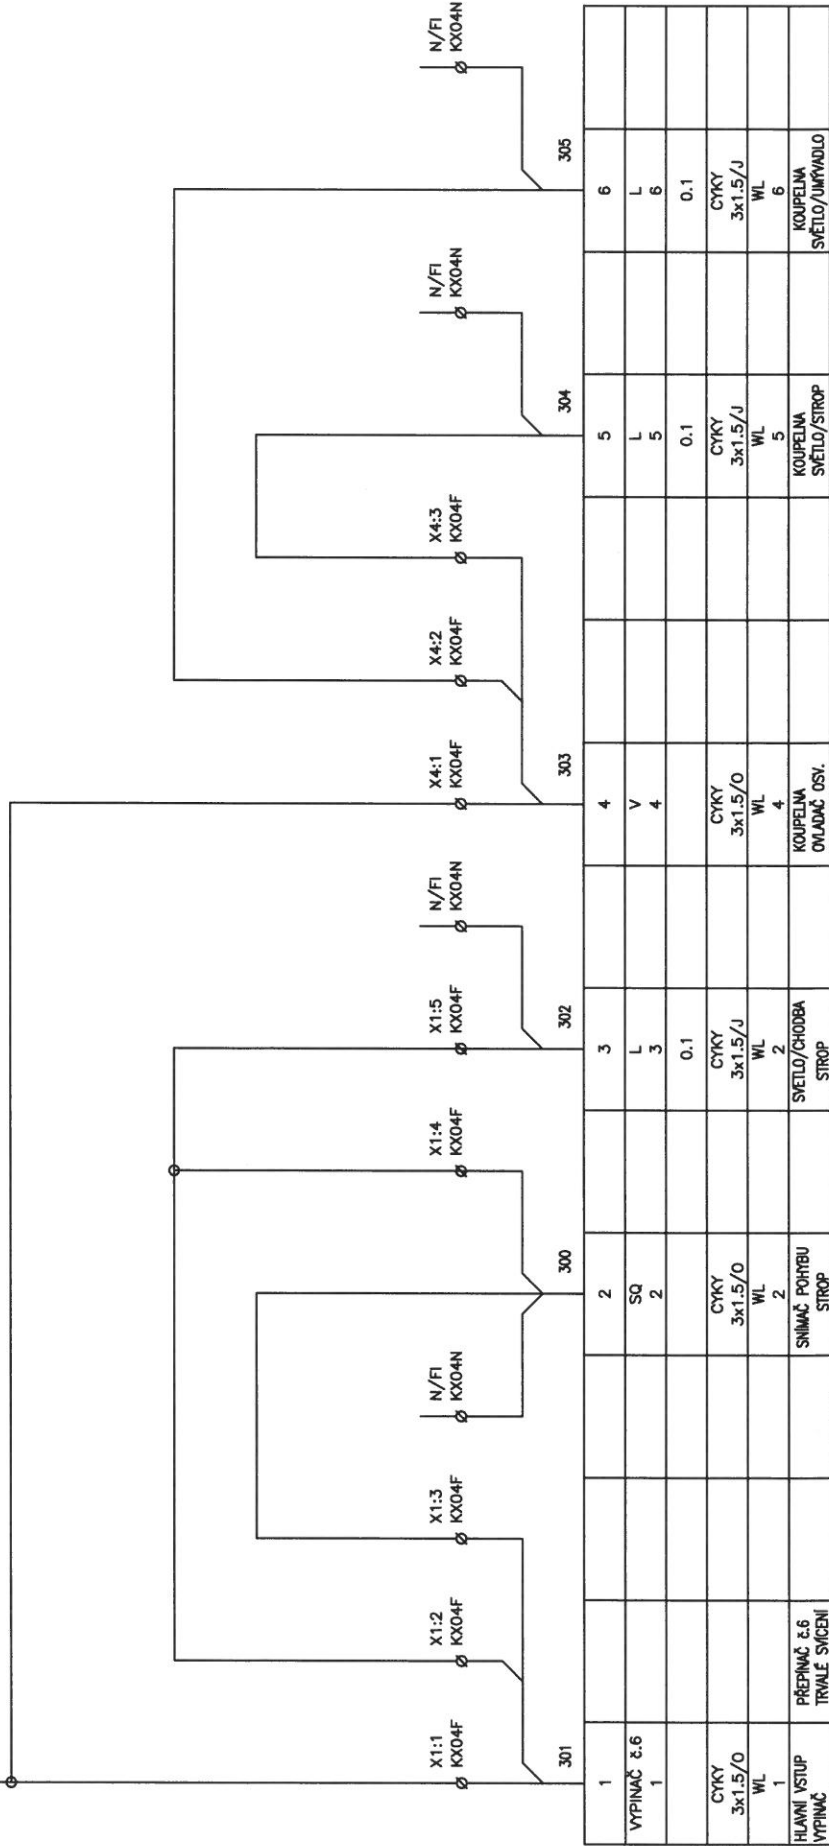 X1:1
KX04F
X1:2
KX04F
X1:3
KX04F
N/FI
KX04N
X1:4
KX04F
X1:5
KX04F
N/FI
KX04N
X4:1
KX04F
X4:2
KX04F
X4:3
KX04F
N/FI
KX04N
N/FI
KX04N
301
300
302
303
304
305
1
2
3
4
5
6
VYPINAČ č.6
1
SQ
2
L
3
V
4
L
5
L
6
0.1
0.1
0.1
CYKY
3x1.5/O
CYKY
3x1.5/O
CYKY
3x1.5/J
CYKY
3x1.5/O
CYKY
3x1.5/J
CYKY
3x1.5/J
WL
1
WL
2
WL
2
WL
4
WL
5
WL
6
HLAVNÍ VSTUP
VYPINAČ
PŘEPÍNAČ č.6
TRVALÉ SVÍCENÍ
SNÍMAČ POHYBU
STROP
SVETLO/CHODBA
STROP
KOUPELNA
OVLADAČ OSV.
KOUPELNA
SVĚTLO/STROP
KOUPELNA
SVĚTLO/UMÝVADLO